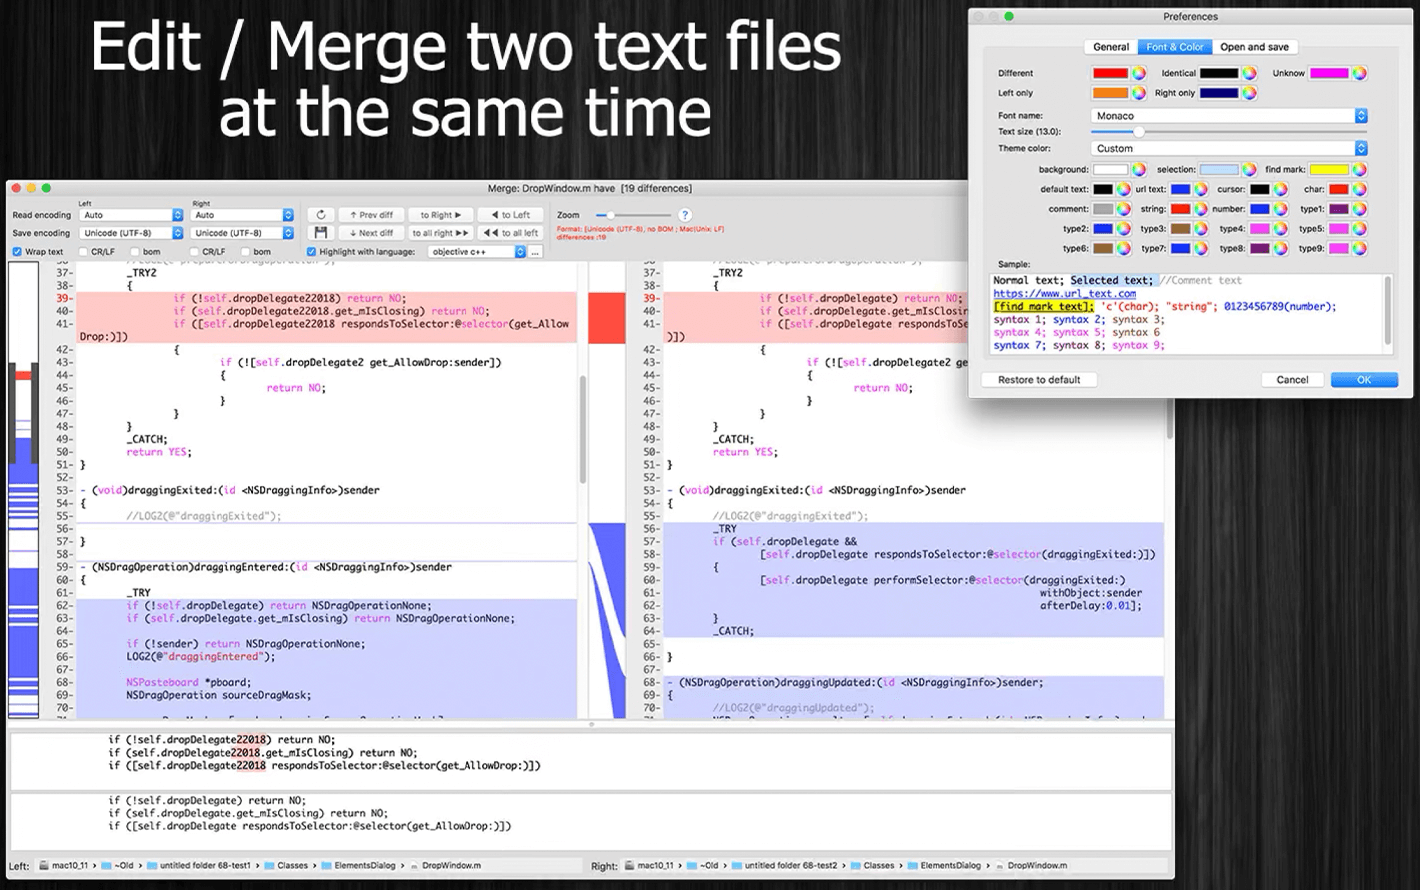 Edit / Merge two text files
at the same time
Preferences
General Font & Color Open and save
Different Identical Unknow
Left only Right only
Font name: Monaco
Text size (13.0):
Theme color: Custom
background: selection: find mark:
default text: url text: cursor: char:
comment: string: number: type1:
type2: type3: type4: type5:
type6: type7: type8: type9:
Sample:
Normal text; Selected text; //Comment text
https://www.url_text.com
[find mark text]; 'c'(char); "string"; 0123456789(number);
syntax 1; syntax 2; syntax 3;
syntax 4; syntax 5; syntax 6
syntax 7; syntax 8; syntax 9;
Restore to default Cancel OK
Merge: DropWindow.m have [19 differences]
Left Right
Read encoding Auto Auto ↑ Prev diff to Right ▶ ◀ to Left Zoom ?
Save encoding Unicode (UTF-8) Unicode (UTF-8) ↓ Next diff to all right ▶▶ ◀◀ to all left
Format: [Unicode (UTF-8), no BOM ; Mac(Unix: LF]
differences :19
Wrap text CR/LF bom CR/LF bom Highlight with language: objective c++ ...
37- _TRY2
38- {
39- if (!self.dropDelegate22018) return NO;
40- if (self.dropDelegate22018.get_mIsClosing) return NO;
41- if ([self.dropDelegate22018 respondsToSelector:@selector(get_Allow
Drop:)])
42- {
43- if (![self.dropDelegate2 get_AllowDrop:sender])
44- {
45- return NO;
46- }
47- }
48- }
49- _CATCH;
50- return YES;
51- }
52-
53- - (void)draggingExited:(id <NSDraggingInfo>)sender
54- {
55- //LOG2(@"draggingExited");
56-
57- }
58-
59- - (NSDragOperation)draggingEntered:(id <NSDraggingInfo>)sender
60- {
61- _TRY
62- if (!self.dropDelegate) return NSDragOperationNone;
63- if (self.dropDelegate.get_mIsClosing) return NSDragOperationNone;
64-
65- if (!sender) return NSDragOperationNone;
66- LOG2(@"draggingEntered");
67-
68- NSPasteboard *pboard;
69- NSDragOperation sourceDragMask;
70-
37- _TRY2
38- {
39- if (!self.dropDelegate) return NO;
40- if (self.dropDelegate.get_mIsClosing)
41- if ([self.dropDelegate respondsToS
)])
42- {
43- if (![self.dropDelegate
44- {
45- return NO;
46- }
47- }
48- }
49- _CATCH;
50- return YES;
51- }
52-
53- - (void)draggingExited:(id <NSDraggingInfo>)sender
54- {
55- //LOG2(@"draggingExited");
56- _TRY
57- if (self.dropDelegate &&
58- [self.dropDelegate respondsToSelector:@selector(draggingExited:)])
59- {
60- [self.dropDelegate performSelector:@selector(draggingExited:)
61- withObject:sender
62- afterDelay:0.01];
63- }
64- _CATCH;
65-
66- }
67-
68- - (NSDragOperation)draggingUpdated:(id <NSDraggingInfo>)sender;
69- {
70- //LOG2(@"draggingUpdated");
if (!self.dropDelegate22018) return NO;
if (self.dropDelegate22018.get_mIsClosing) return NO;
if ([self.dropDelegate22018 respondsToSelector:@selector(get_AllowDrop:)])
if (!self.dropDelegate) return NO;
if (self.dropDelegate.get_mIsClosing) return NO;
if ([self.dropDelegate respondsToSelector:@selector(get_AllowDrop:)])
Left: mac10_11 › ~Old › untitled folder 68-test1 › Classes › ElementsDialog › DropWindow.m
Right: mac10_11 › ~Old › untitled folder 68-test2 › Classes › ElementsDialog › DropWindow.m